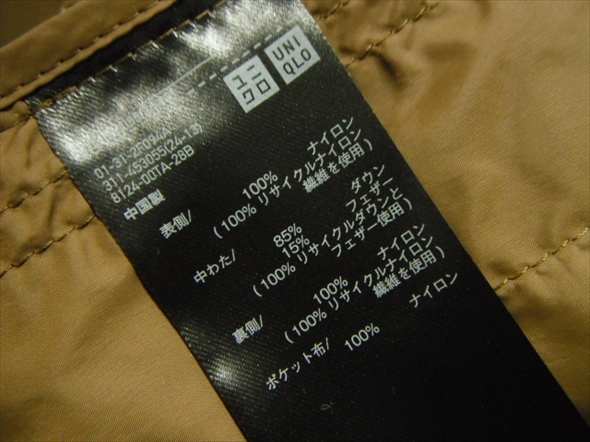 ユニ
クロ
UNI
QLO
01-31-2F094A
311-453055(24-13)
8124-001A-28B
中国製
表側/ 100% ナイロン
(100%リサイクルナイロン
繊維を使用)
中わた/ 85% ダウン
15% フェザー
(100%リサイクルダウンと
フェザー使用)
裏側/ 100% ナイロン
(100%リサイクルナイロン
繊維を使用)
ポケット布/ 100% ナイロン